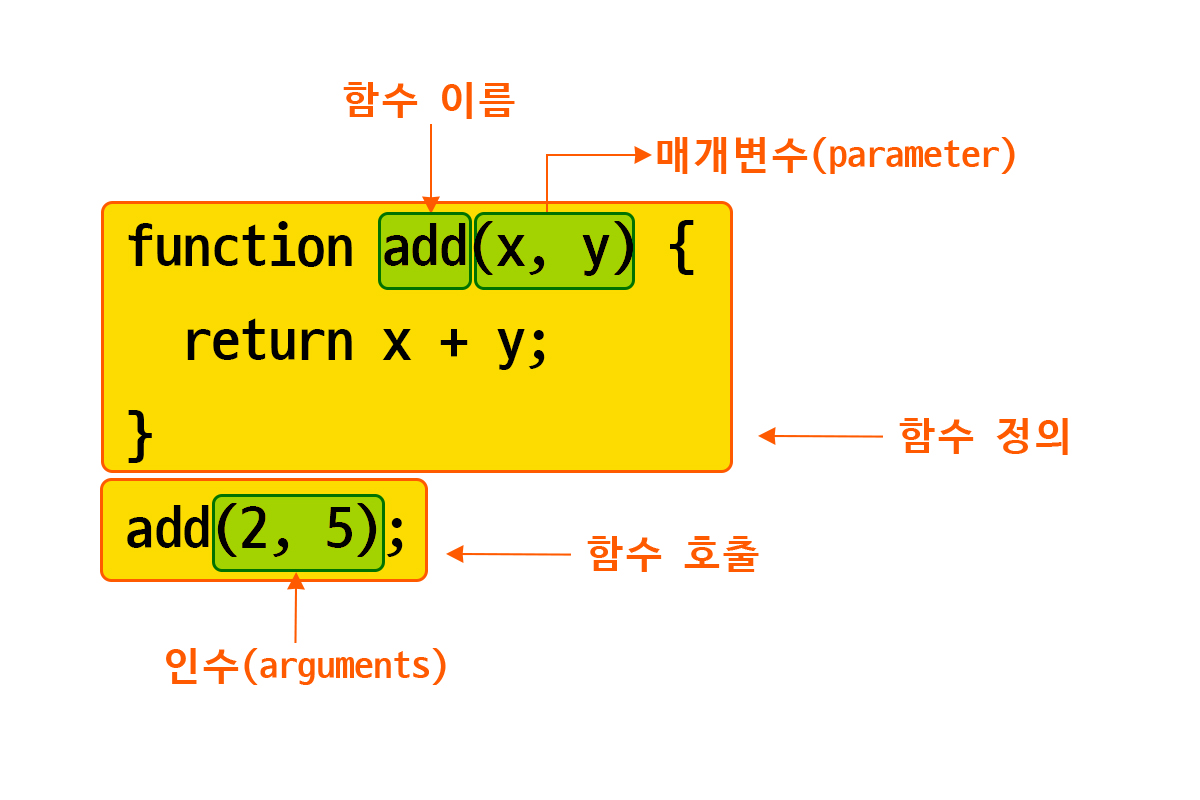 함수 이름
매개변수(parameter)
function add(x, y) {
return x + y;
}
함수 정의
add(2, 5);
함수 호출
인수(arguments)